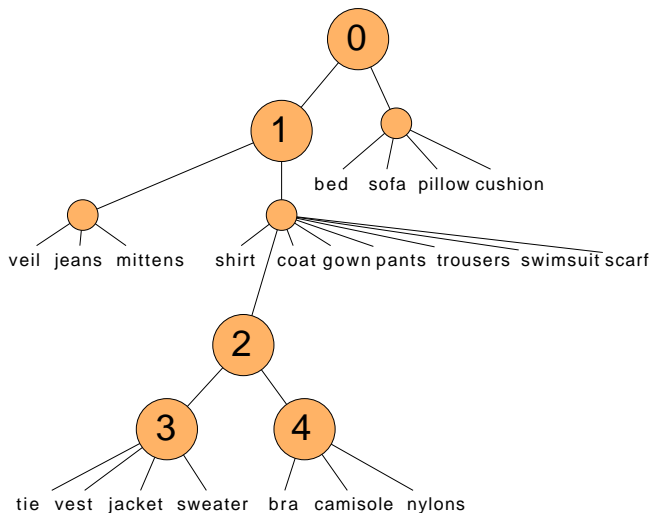 0
1
bed sofa pillow cushion
veil jeans mittens shirt coat gown pants trousers swimsuit scarf
2
3 4
tie vest jacket sweater bra camisole nylons